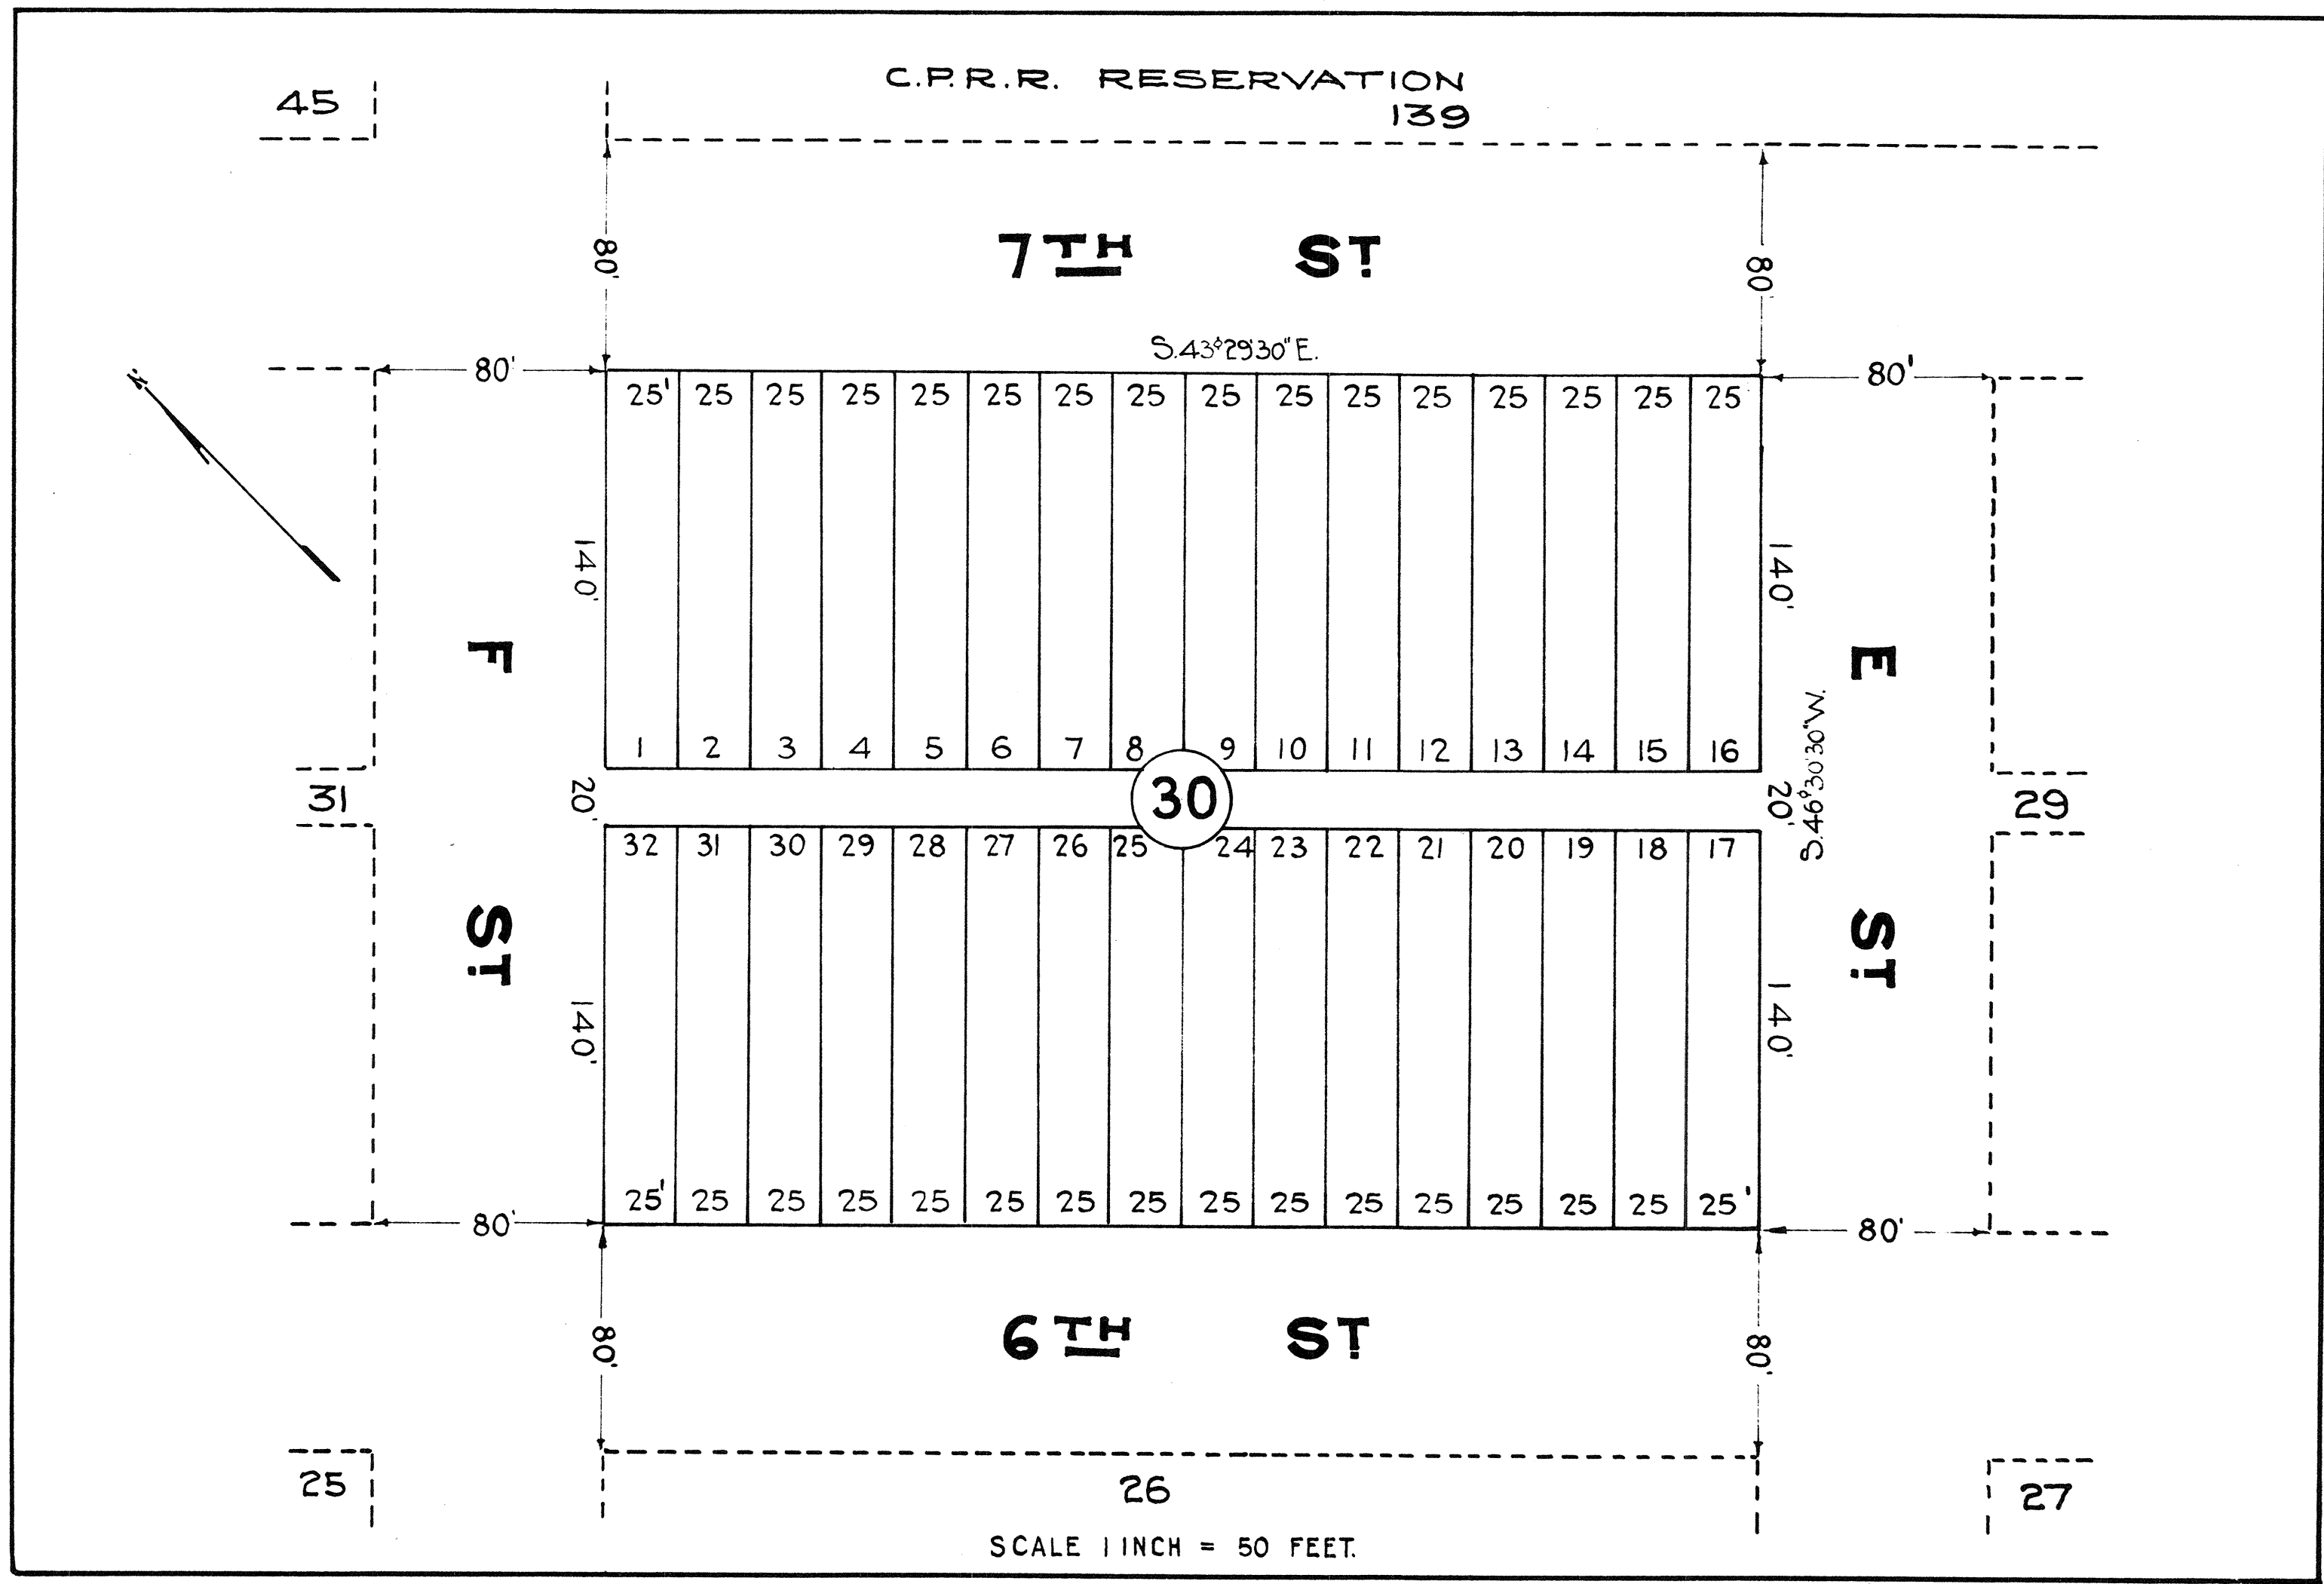 C.P.R.R. RESERVATION
139
45
80'
7TH ST.
80'
S.43°29'30"E.
80'
80'
25' 25 25 25 25 25 25 25 25 25 25 25 25 25 25 25
140'
140'
F ST.
E ST.
1 2 3 4 5 6 7 8 9 10 11 12 13 14 15 16
S.46°30'30"W.
31
20'
30
20'
29
32 31 30 29 28 27 26 25 24 23 22 21 20 19 18 17
140'
140'
25' 25 25 25 25 25 25 25 25 25 25 25 25 25 25 25'
80'
80'
80'
6TH ST.
80'
25
26
27
SCALE 1 INCH = 50 FEET.